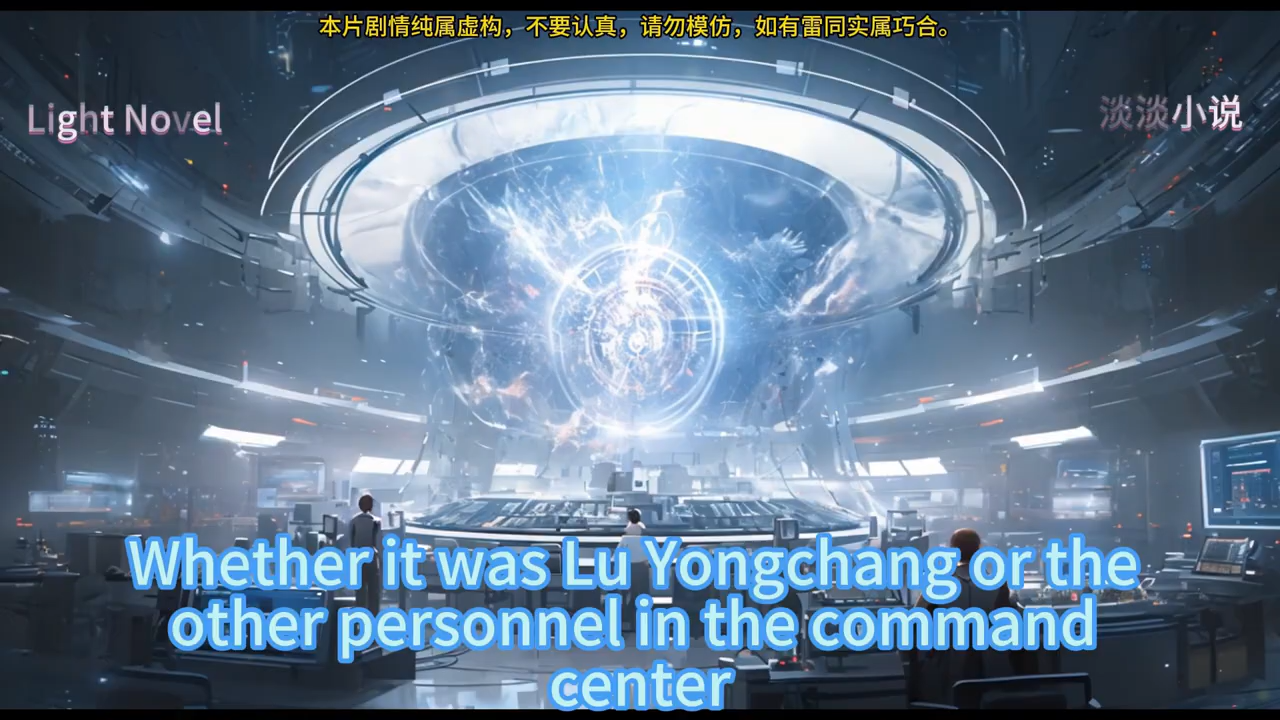 本片剧情纯属虚构，不要认真，请勿模仿，如有雷同实属巧合。
Light Novel
淡淡小说
Whether it was Lu Yongchang or the
other personnel in the command
center